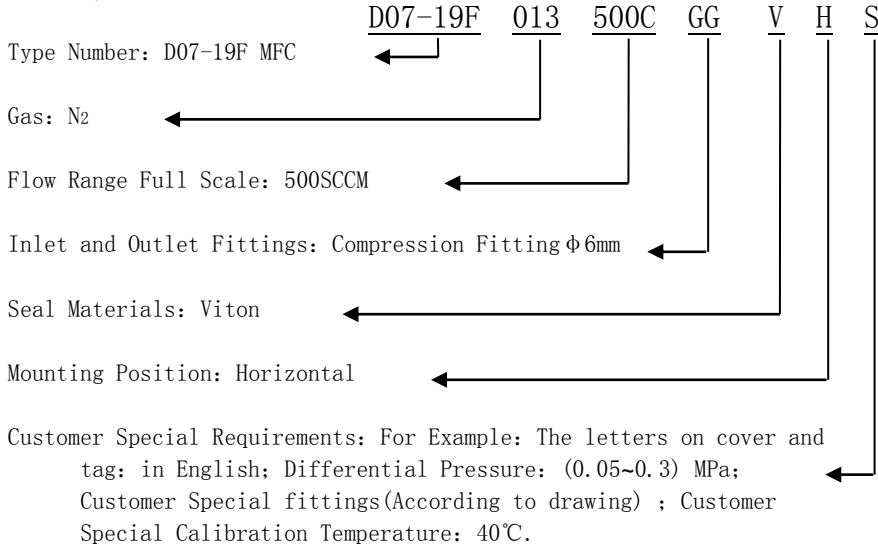 D07-19F 013 500C GG V H S
Type Number: D07-19F MFC
Gas: N2
Flow Range Full Scale: 500SCCM
Inlet and Outlet Fittings: Compression Fitting φ6mm
Seal Materials: Viton
Mounting Position: Horizontal
Customer Special Requirements: For Example: The letters on cover and
tag: in English; Differential Pressure: (0.05~0.3) MPa;
Customer Special fittings(According to drawing) ; Customer
Special Calibration Temperature: 40℃.